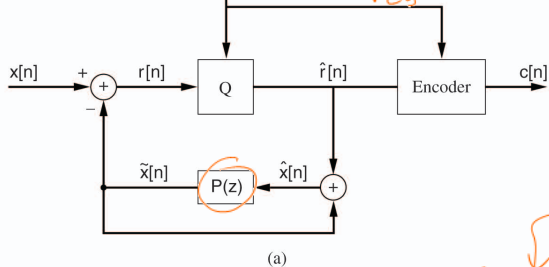 x[n]
+
+
−
r[n]
Q
r̂[n]
Encoder
c[n]
x̃[n]
P(z)
x̂[n]
+
(a)